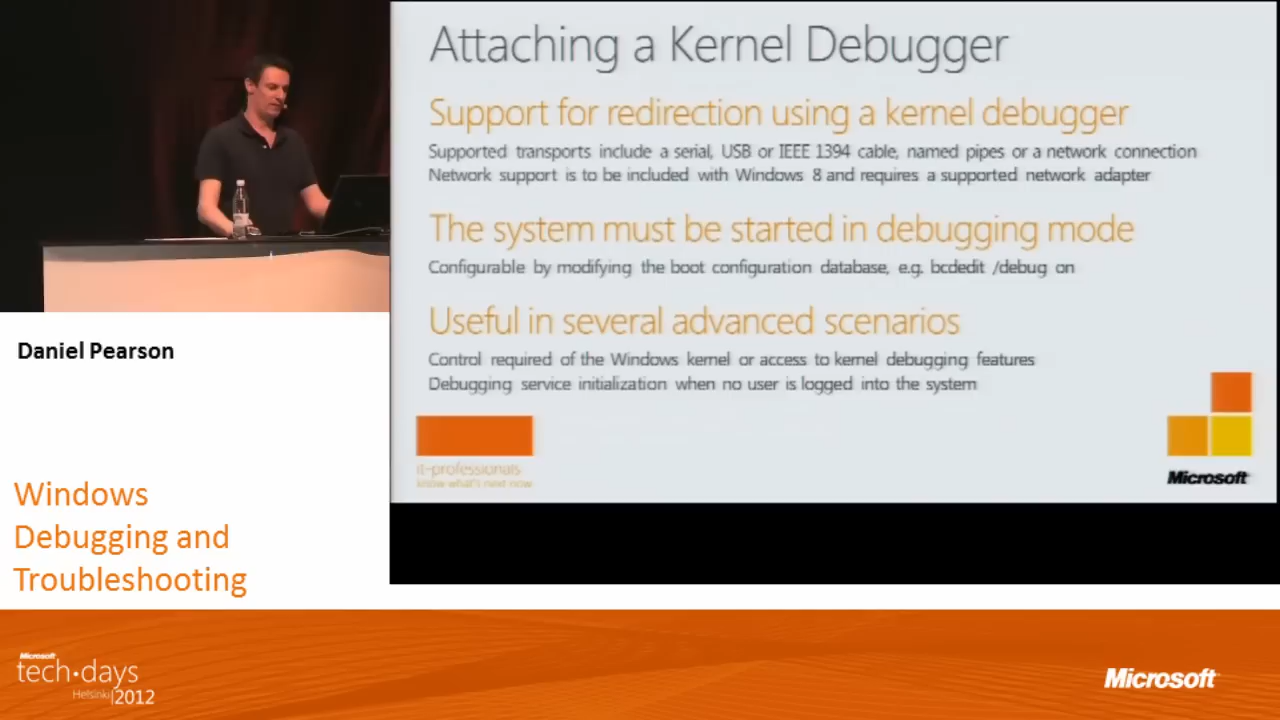 Attaching a Kernel Debugger
Support for redirection using a kernel debugger
Supported transports include a serial, USB or IEEE 1394 cable, named pipes or a network connection
Network support is to be included with Windows 8 and requires a supported network adapter
The system must be started in debugging mode
Configurable by modifying the boot configuration database, e.g. bcdedit /debug on
Useful in several advanced scenarios
Control required of the Windows kernel or access to kernel debugging features
Debugging service initialization when no user is logged into the system
it-professionals
know what's next now
Microsoft
Daniel Pearson
Windows
Debugging and
Troubleshooting
Microsoft
tech·days
Helsinki|2012
Microsoft